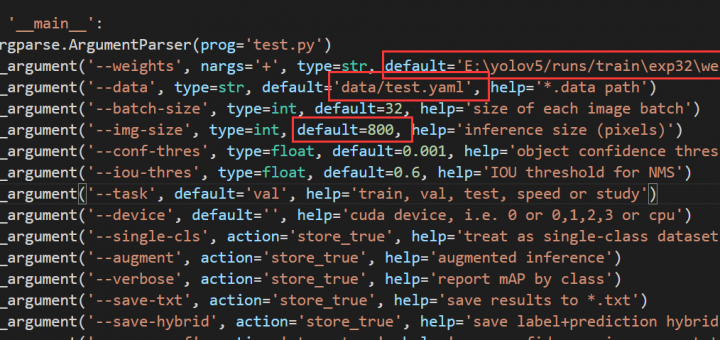 '__main__':
rgparse.ArgumentParser(prog='test.py')
_argument('--weights', nargs='+', type=str, default='E:\yolov5/runs/train\exp32\we
_argument('--data', type=str, default='data/test.yaml', help='*.data path')
_argument('--batch-size', type=int, default=32, help='size of each image batch')
_argument('--img-size', type=int, default=800, help='inference size (pixels)')
_argument('--conf-thres', type=float, default=0.001, help='object confidence thres
_argument('--iou-thres', type=float, default=0.6, help='IOU threshold for NMS')
_argument('--task', default='val', help='train, val, test, speed or study')
_argument('--device', default='', help='cuda device, i.e. 0 or 0,1,2,3 or cpu')
_argument('--single-cls', action='store_true', help='treat as single-class dataset
_argument('--augment', action='store_true', help='augmented inference')
_argument('--verbose', action='store_true', help='report mAP by class')
_argument('--save-txt', action='store_true', help='save results to *.txt')
_argument('--save-hybrid', action='store_true', help='save label+prediction hybrid